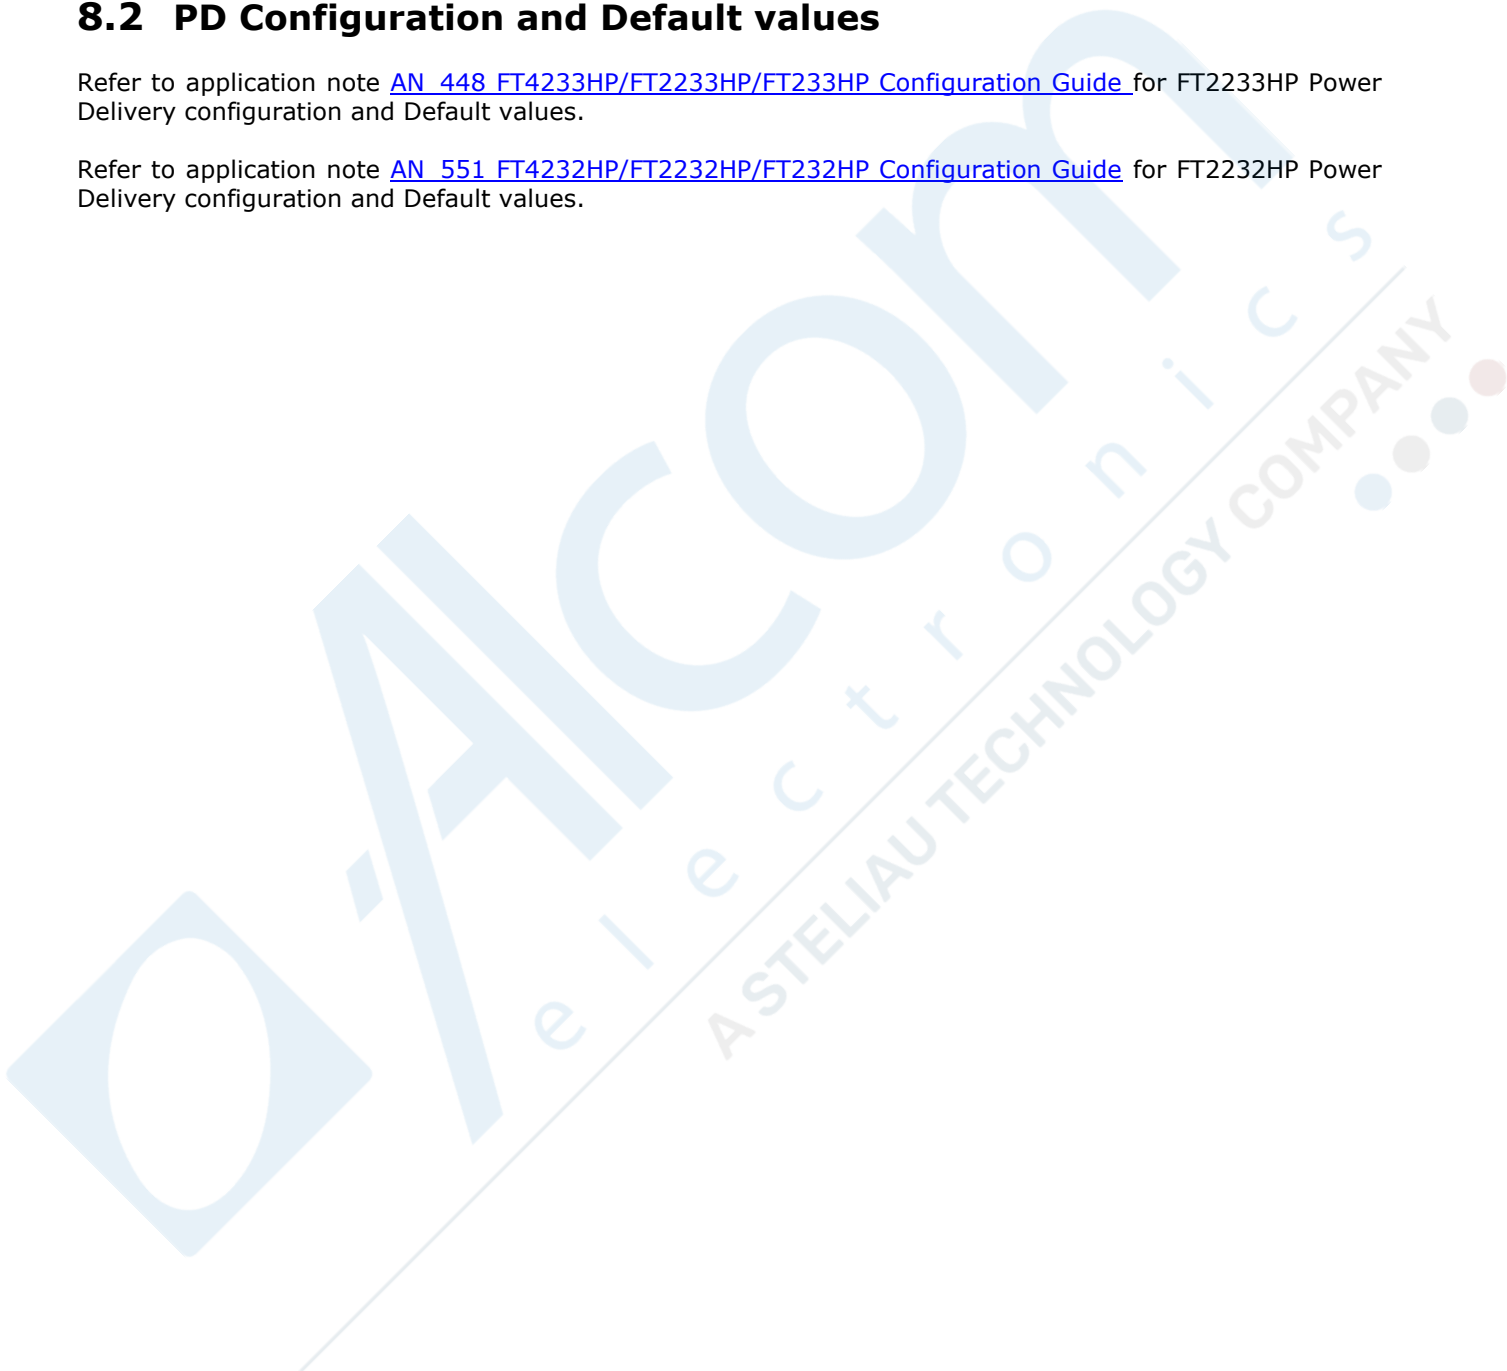 8.2 PD Configuration and Default values
Refer to application note AN_448 FT4233HP/FT2233HP/FT233HP Configuration Guide for FT2233HP Power
Delivery configuration and Default values.
Refer to application note AN_551 FT4232HP/FT2232HP/FT232HP Configuration Guide for FT2232HP Power
Delivery configuration and Default values.
Alcom
electronics
A STELIAU TECHNOLOGY COMPANY